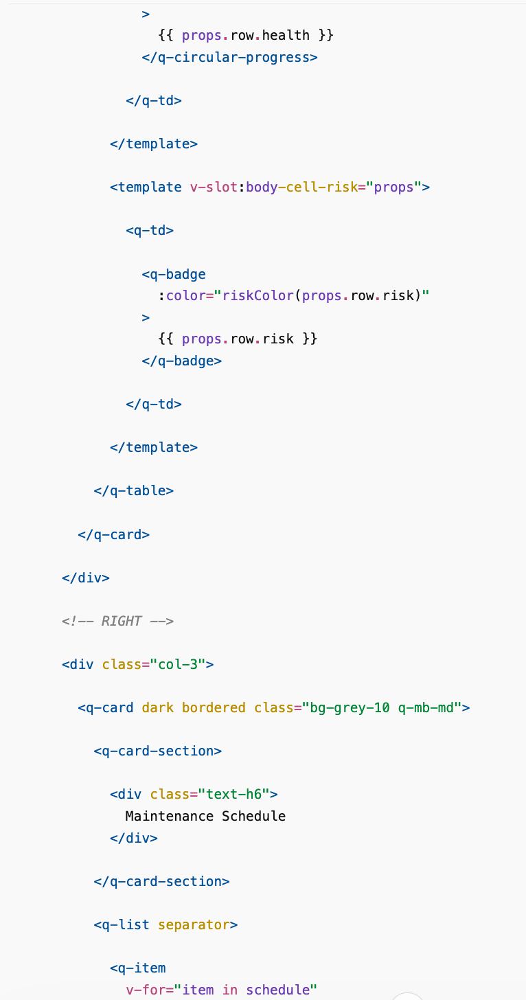 >
{{ props.row.health }}
</q-circular-progress>
</q-td>
</template>
<template v-slot:body-cell-risk="props">
<q-td>
<q-badge
:color="riskColor(props.row.risk)"
>
{{ props.row.risk }}
</q-badge>
</q-td>
</template>
</q-table>
</q-card>
</div>
<!-- RIGHT -->
<div class="col-3">
<q-card dark bordered class="bg-grey-10 q-mb-md">
<q-card-section>
<div class="text-h6">
Maintenance Schedule
</div>
</q-card-section>
<q-list separator>
<q-item
v-for="item in schedule"